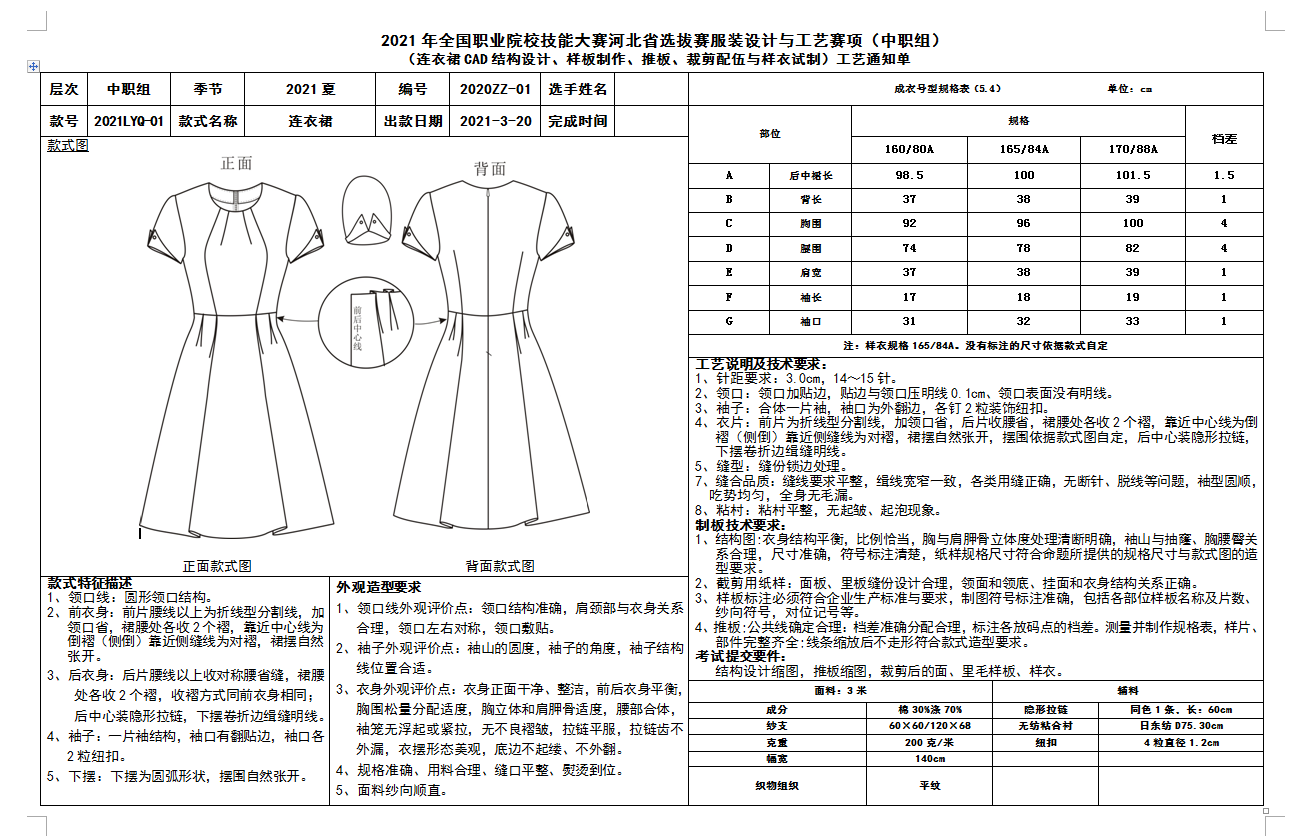 2021年全国职业院校技能大赛河北省选拔赛服装设计与工艺赛项（中职组）
（连衣裙CAD结构设计、样板制作、推板、裁剪配伍与样衣试制）工艺通知单
层次 中职组 季节 2021夏 编号 2020ZZ-01 选手姓名
款号 2021LYQ-01 款式名称 连衣裙 出款日期 2021-3-20 完成时间
款式图
正面
背面
前后中心线
正面款式图
背面款式图
款式特征描述
1、领口线：圆形领口结构。
2、前衣身：前片腰线以上为折线型分割线，加
领口省，裙腰处各收2个褶，靠近中心线为
倒褶（侧倒）靠近侧缝线为对褶，裙摆自然
张开。
3、后衣身：后片腰线以上收对称腰省缝，裙腰
处各收2个褶，收褶方式同前衣身相同；
后中心装隐形拉链，下摆卷折边缉缝明线。
4、袖子：一片袖结构，袖口有翻贴边，袖口各
2粒纽扣。
5、下摆：下摆为圆弧形状，摆围自然张开。
外观造型要求
1、领口线外观评价点：领口结构准确，肩颈部与衣身关系
合理，领口左右对称，领口敷贴。
2、袖子外观评价点：袖山的圆度，袖子的角度，袖子结构
线位置合适。
3、衣身外观评价点：衣身正面干净、整洁，前后衣身平衡，
胸围松量分配适度，胸立体和肩胛骨适度，腰部合体，
袖笼无浮起或紧拉，无不良褶皱，拉链平服，拉链齿不
外漏，衣摆形态美观，底边不起缕、不外翻。
4、规格准确、用料合理、缝口平整、熨烫到位。
5、面料纱向顺直。
成衣号型规格表（5.4） 单位：cm
部位 规格 档差
160/80A 165/84A 170/88A
A 后中裙长 98.5 100 101.5 1.5
B 背长 37 38 39 1
C 胸围 92 96 100 4
D 腰围 74 78 82 4
E 肩宽 37 38 39 1
F 袖长 17 18 19 1
G 袖口 31 32 33 1
注：样衣规格165/84A。没有标注的尺寸依据款式自定
工艺说明及技术要求：
1、针距要求：3.0cm，14～15针。
2、领口：领口加贴边，贴边与领口压明线0.1cm、领口表面没有明线。
3、袖子：合体一片袖，袖口为外翻边，各钉2粒装饰纽扣。
4、衣片：前片为折线型分割线，加领口省，后片收腰省，裙腰处各收2个褶，靠近中心线为倒
褶（侧倒）靠近侧缝线为对褶，裙摆自然张开，摆围依据款式图自定，后中心装隐形拉链，
下摆卷折边缉缝明线。
5、缝型：缝份锁边处理。
7、缝合品质：缝线要求平整，缉线宽窄一致，各类用缝正确，无断针、脱线等问题，袖型圆顺，
吃势均匀，全身无毛漏。
8、粘衬：粘衬平整，无起皱、起泡现象。
制板技术要求：
1、结构图:衣身结构平衡，比例恰当，胸与肩胛骨立体度处理清断明确，袖山与抽窿、胸腰臀关
系合理，尺寸准确，符号标注清楚，纸样规格尺寸符合命题所提供的规格尺寸与款式图的造
型要求。
2、截剪用纸样：面板、里板缝份设计合理，领面和领底、挂面和衣身结构关系正确。
3、样板标注必须符合企业生产标准与要求，制图符号标注准确，包括各部位样板名称及片数、
纱向符号，对位记号等。
4、推板:公共线确定合理：档差准确分配合理，标注各放码点的档差。测量并制作规格表，样片、
部件完整齐全:线条缩放后不走形符合款式造型要求。
考试提交要件：
结构设计缩图，推板缩图，裁剪后的面、里毛样板、样衣。
面料：3米 辅料
成分 棉30%涤70% 隐形拉链 同色1条，长：60cm
纱支 60×60/120×68 无纺粘合衬 日东纺D75.30cm
克重 200克/米 纽扣 4粒直径1.2cm
幅宽 140cm
织物组织 平纹